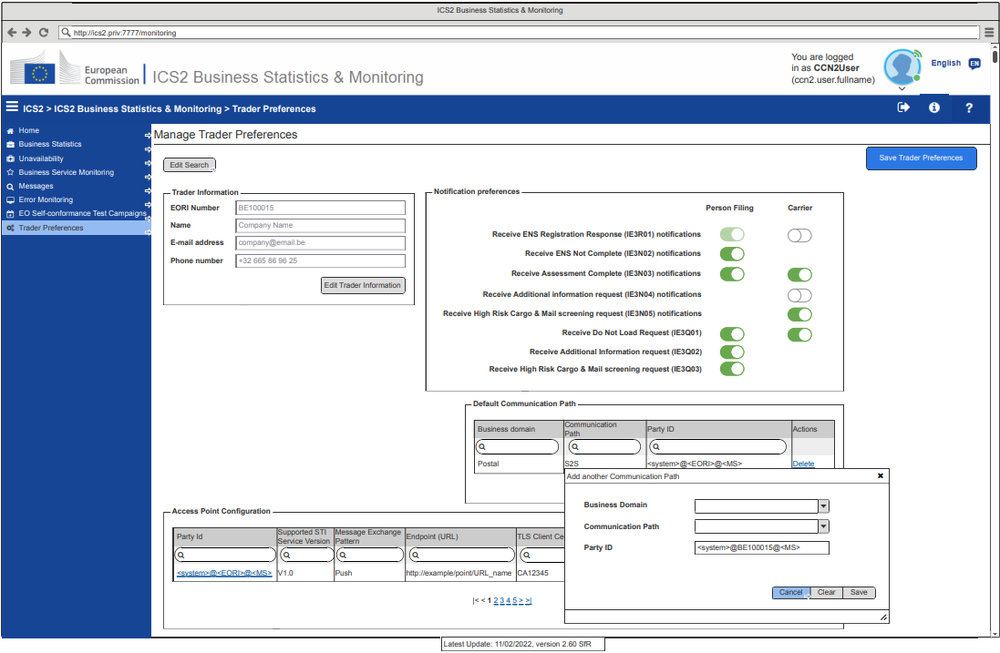 ICS2 Business Statistics & Monitoring
http://ics2.priv:7777/monitoring
European
Commission
ICS2 Business Statistics & Monitoring
You are logged
in as CCN2User
(ccn2.user.fullname)
English EN
ICS2 > ICS2 Business Statistics & Monitoring > Trader Preferences
Home
Business Statistics
Unavailability
Business Service Monitoring
Messages
Error Monitoring
EO Self-conformance Test Campaigns
Trader Preferences
Manage Trader Preferences
Edit Search
Save Trader Preferences
Trader Information
EORI Number BE100015
Name Company Name
E-mail address company@email.be
Phone number +32 665 86 96 25
Edit Trader Information
Notification preferences
Person Filing Carrier
Receive ENS Registration Response (IE3R01) notifications
Receive ENS Not Complete (IE3N02) notifications
Receive Assessment Complete (IE3N03) notifications
Receive Additional information request (IE3N04) notifications
Receive High Risk Cargo & Mail screening request (IE3N05) notifications
Receive Do Not Load Request (IE3Q01)
Receive Additional Information request (IE3Q02)
Receive High Risk Cargo & Mail screening request (IE3Q03)
Default Communication Path
Business domain Communication Path Party ID Actions
Postal S2S <system>@<EORI>@<MS> Delete
Add another Communication Path
Business Domain
Communication Path
Party ID <system>@BE100015@<MS>
Cancel Clear Save
Access Point Configuration
Party Id Supported STI Service Version Message Exchange Pattern Endpoint (URL) TLS Client Ce
<system>@<EORI>@<MS> V1.0 Push http://example/point/URL_name CA12345
|< < 1 2 3 4 5 > >|
Latest Update: 11/02/2022, version 2.60 SfR